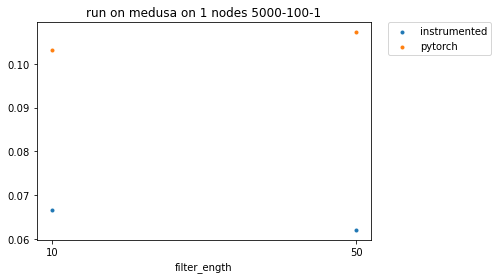 run on medusa on 1 nodes 5000-100-1
instrumented
pytorch
0.10
0.09
0.08
0.07
0.06
10
50
filter_ength